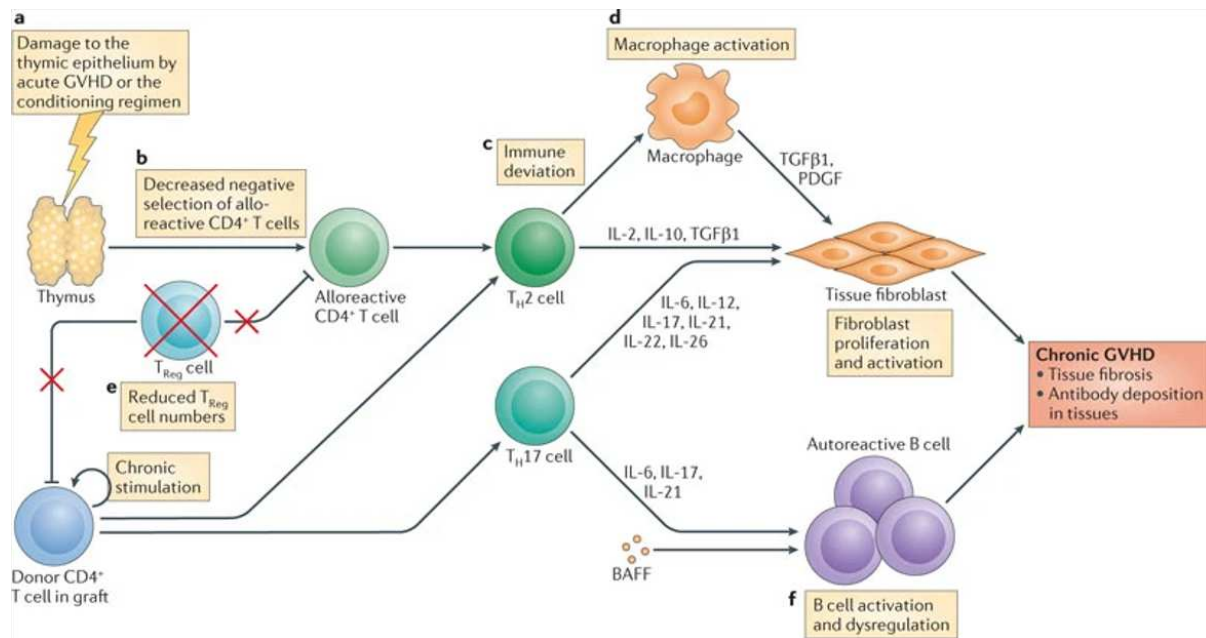 a
Damage to the
thymic epithelium by
acute GVHD or the
conditioning regimen
Thymus
b
Decreased negative
selection of allo-
reactive CD4⁺ T cells
Alloreactive
CD4⁺ T cell
T_Reg cell
e
Reduced T_Reg
cell numbers
Chronic
stimulation
Donor CD4⁺
T cell in graft
c
Immune
deviation
T_H2 cell
T_H17 cell
d
Macrophage activation
Macrophage
TGFβ1,
PDGF
IL-2, IL-10, TGFβ1
IL-6, IL-12,
IL-17, IL-21,
IL-22, IL-26
Tissue fibroblast
Fibroblast
proliferation
and activation
IL-6, IL-17,
IL-21
BAFF
Autoreactive B cell
f
B cell activation
and dysregulation
Chronic GVHD
• Tissue fibrosis
• Antibody deposition
in tissues